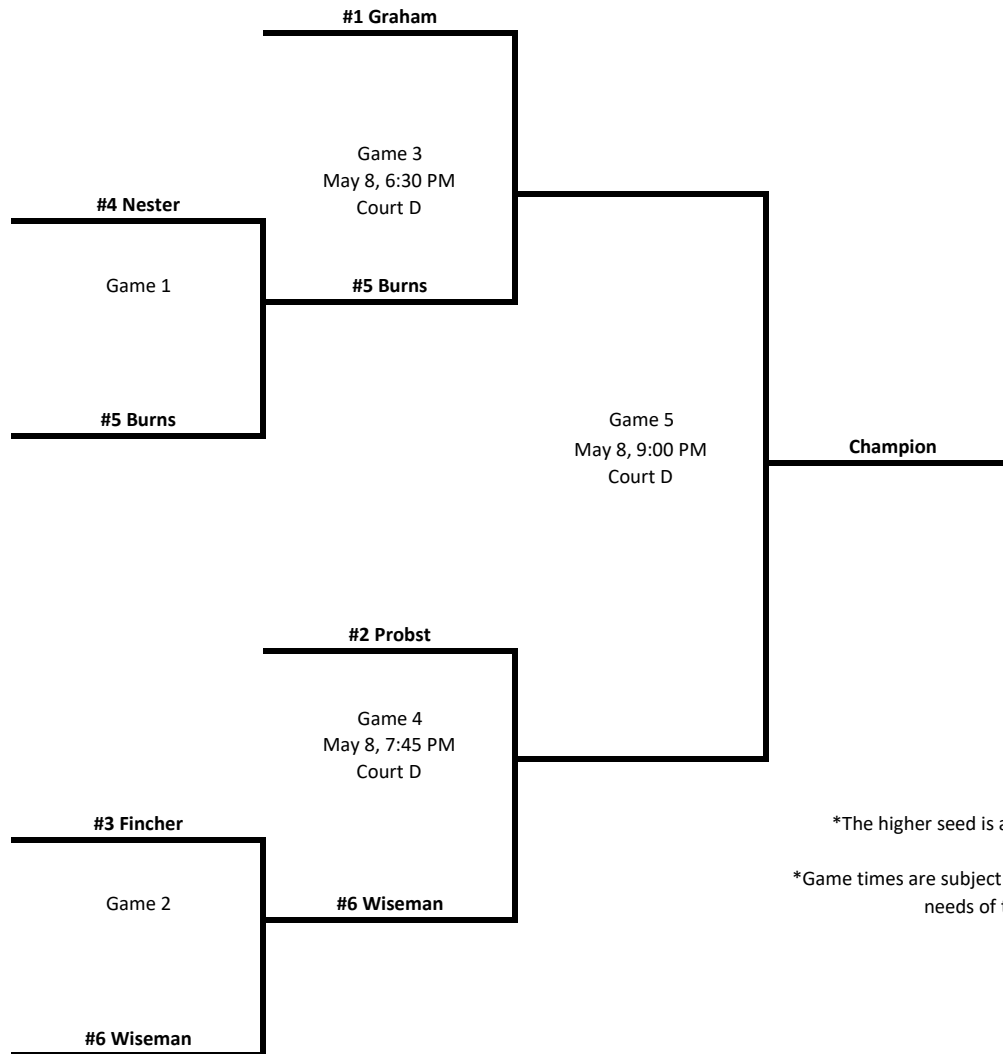 #1 Graham
Game 3
May 8, 6:30 PM
Court D
#4 Nester
Game 1
#5 Burns
#5 Burns
Game 5
May 8, 9:00 PM
Court D
Champion
#2 Probst
Game 4
May 8, 7:45 PM
Court D
#3 Fincher
*The higher seed is
*Game times are subject
Game 2
#6 Wiseman
needs of
#6 Wiseman